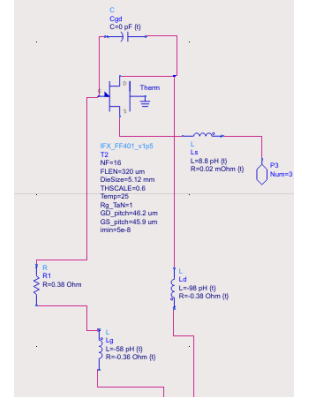 C
Cgd
C=0 pF {t}
D
Therm
S
IFX_FF401_v1p5
T2
NF=16
FLEN=320 um
DieSize=5.12 mm
THSCALE=0.6
Temp=25
Rg_TaN=1
GD_pitch=46.2 um
GS_pitch=45.9 um
imin=5e-8
L
Ls
L=8.8 pH {t}
R=0.02 mOhm {t}
P3
Num=3
R
R1
R=0.38 Ohm
L
Ld
L=-98 pH {t}
R=-0.38 Ohm {t}
L
Lg
L=-58 pH {t}
R=-0.36 Ohm {t}